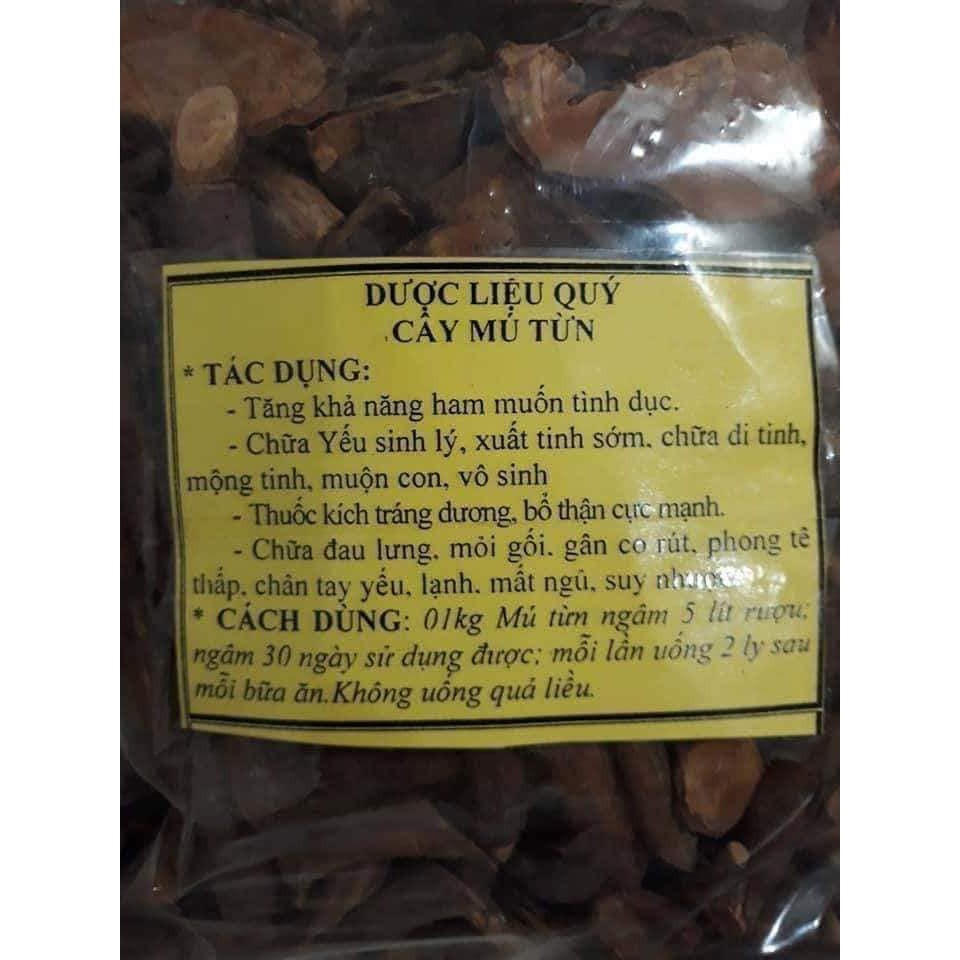 DƯỢC LIỆU QUÝ
CÂY MÚ TỪN
* TÁC DỤNG:
- Tăng khả năng ham muốn tình dục.
- Chữa Yếu sinh lý, xuất tinh sớm, chữa di tinh,
mộng tinh, muộn con, vô sinh
- Thuốc kích tráng dương, bổ thận cực mạnh.
- Chữa đau lưng, mỏi gối, gân co rút, phong tê
thấp, chân tay yếu, lạnh, mất ngủ, suy nhược
* CÁCH DÙNG: 01kg Mú từn ngâm 5 lít rượu;
ngâm 30 ngày sử dụng được; mỗi lần uống 2 ly sau
mỗi bữa ăn.Không uống quá liều.